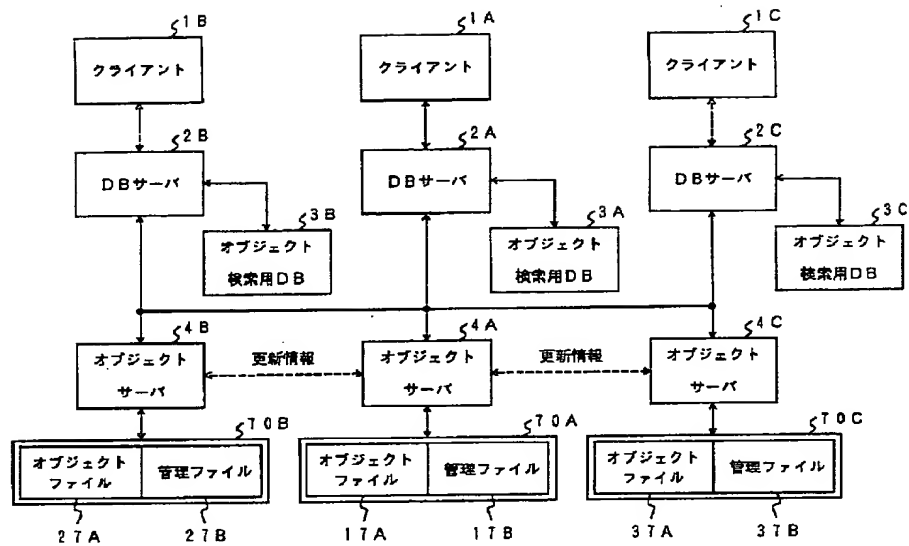 1B
1A
1C
クライアント
クライアント
クライアント
2B
2A
2C
DBサーバ
DBサーバ
DBサーバ
3B
3A
3C
オブジェクト
検索用DB
オブジェクト
検索用DB
オブジェクト
検索用DB
4B
4A
4C
オブジェクト
サーバ
更新情報
オブジェクト
サーバ
更新情報
オブジェクト
サーバ
70B
70A
70C
オブジェクト
ファイル
管理ファイル
オブジェクト
ファイル
管理ファイル
オブジェクト
ファイル
管理ファイル
27A
27B
17A
17B
37A
37B